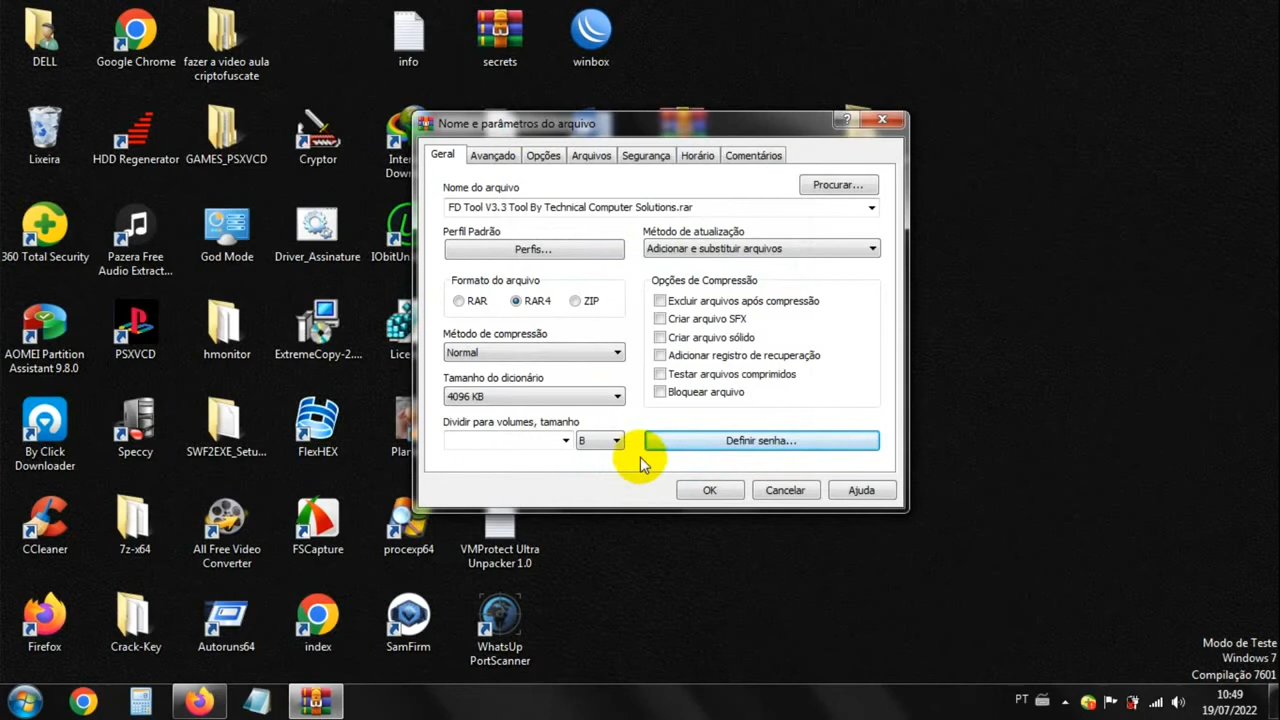 DELL
Google Chrome
fazer a video aula
criptofuscate
info
secrets
winbox
Lixeira
HDD Regenerator
GAMES_PSXVCD
Cryptor
360 Total Security
Pazera Free
Audio Extract...
God Mode
Driver_Assinatura
AOMEI Partition
Assistant 9.8.0
PSXVCD
hmonitor
ExtremeCopy-2....
By Click
Downloader
Speccy
SWF2EXE_Setu...
FlexHEX
CCleaner
7z-x64
All Free Video
Converter
FSCapture
procexp64
VMProtect Ultra
Unpacker 1.0
Firefox
Crack-Key
Autoruns64
index
SamFirm
WhatsUp
PortScanner
Nome e parâmetros do arquivo
?
Geral
Avançado
Opções
Arquivos
Segurança
Horário
Comentários
Nome do arquivo
Procurar...
FD Tool V3.3 Tool By Technical Computer Solutions.rar
Perfil Padrão
Perfis...
Método de atualização
Adicionar e substituir arquivos
Formato do arquivo
RAR
RAR4
ZIP
Método de compressão
Normal
Tamanho do dicionário
4096 KB
Dividir para volumes, tamanho
B
Opções de Compressão
Excluir arquivos após compressão
Criar arquivo SFX
Criar arquivo sólido
Adicionar registro de recuperação
Testar arquivos comprimidos
Bloquear arquivo
Definir senha...
OK
Cancelar
Ajuda
Modo de Teste
Windows 7
Compilação 7601
PT
10:49
19/07/2022